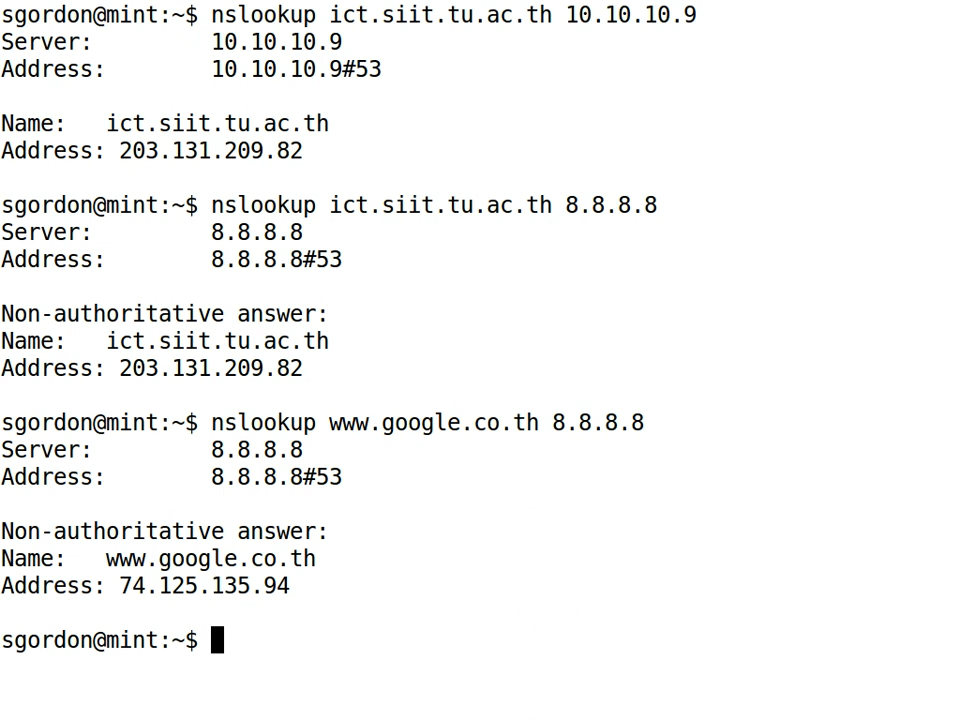 sgordon@mint:~$ nslookup ict.siit.tu.ac.th 10.10.10.9
Server:         10.10.10.9
Address:        10.10.10.9#53
Name:   ict.siit.tu.ac.th
Address: 203.131.209.82
sgordon@mint:~$ nslookup ict.siit.tu.ac.th 8.8.8.8
Server:         8.8.8.8
Address:        8.8.8.8#53
Non-authoritative answer:
Name:   ict.siit.tu.ac.th
Address: 203.131.209.82
sgordon@mint:~$ nslookup www.google.co.th 8.8.8.8
Server:         8.8.8.8
Address:        8.8.8.8#53
Non-authoritative answer:
Name:   www.google.co.th
Address: 74.125.135.94
sgordon@mint:~$